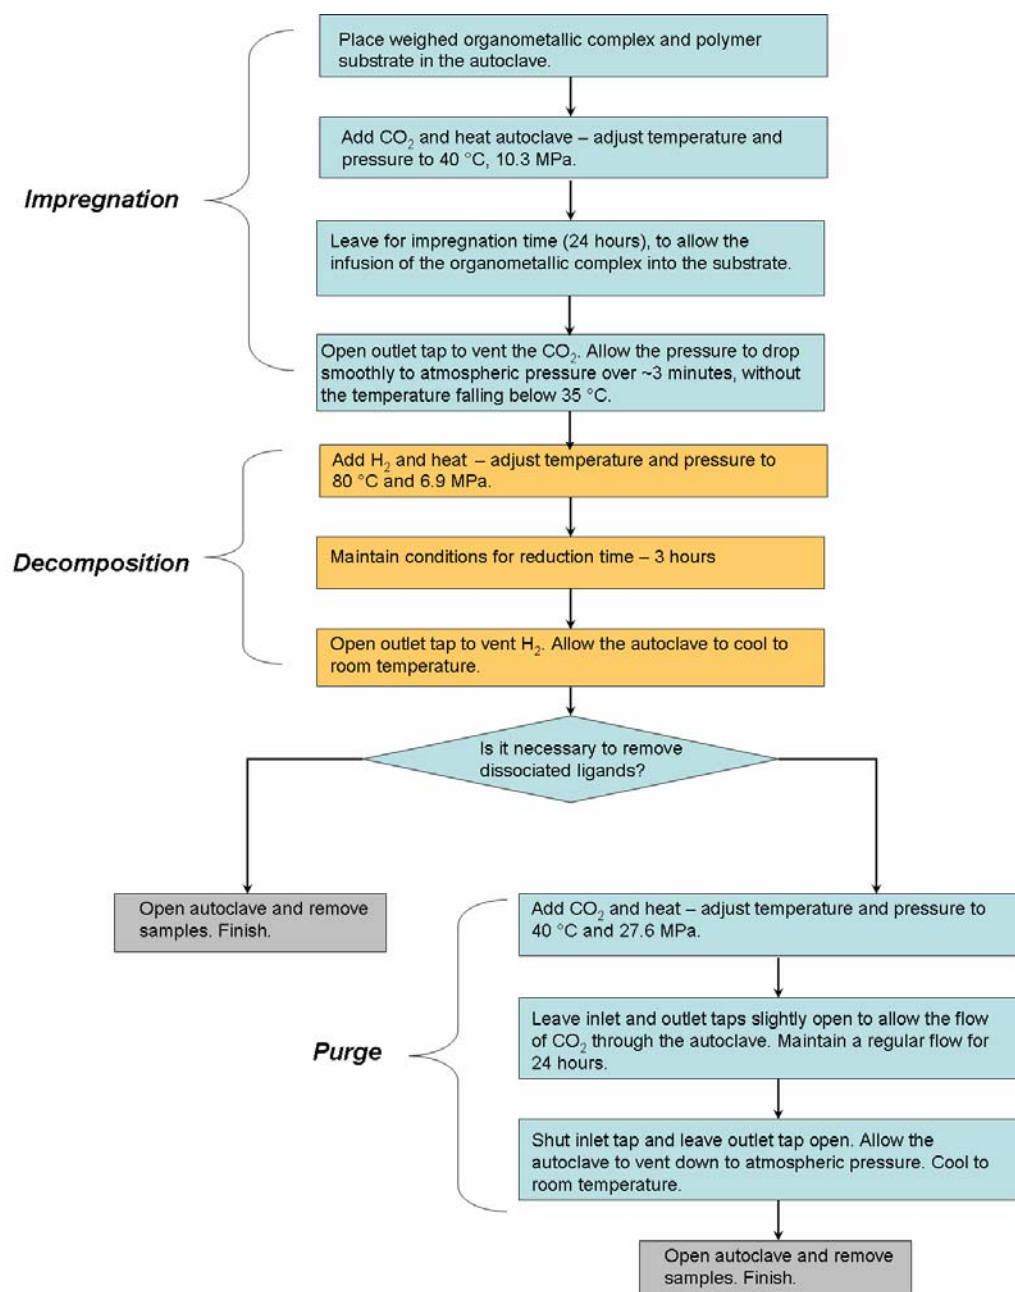 Place weighed organometallic complex and polymer
substrate in the autoclave.
Add CO₂ and heat autoclave – adjust temperature and
pressure to 40 °C, 10.3 MPa.
Impregnation
Leave for impregnation time (24 hours), to allow the
infusion of the organometallic complex into the substrate.
Open outlet tap to vent the CO₂. Allow the pressure to drop
smoothly to atmospheric pressure over ~3 minutes, without
the temperature falling below 35 °C.
Add H₂ and heat – adjust temperature and pressure to
80 °C and 6.9 MPa.
Decomposition
Maintain conditions for reduction time – 3 hours
Open outlet tap to vent H₂. Allow the autoclave to cool to
room temperature.
Is it necessary to remove
dissociated ligands?
Open autoclave and remove
samples. Finish.
Add CO₂ and heat – adjust temperature and pressure to
40 °C and 27.6 MPa.
Purge
Leave inlet and outlet taps slightly open to allow the flow
of CO₂ through the autoclave. Maintain a regular flow for
24 hours.
Shut inlet tap and leave outlet tap open. Allow the
autoclave to vent down to atmospheric pressure. Cool to
room temperature.
Open autoclave and remove
samples. Finish.